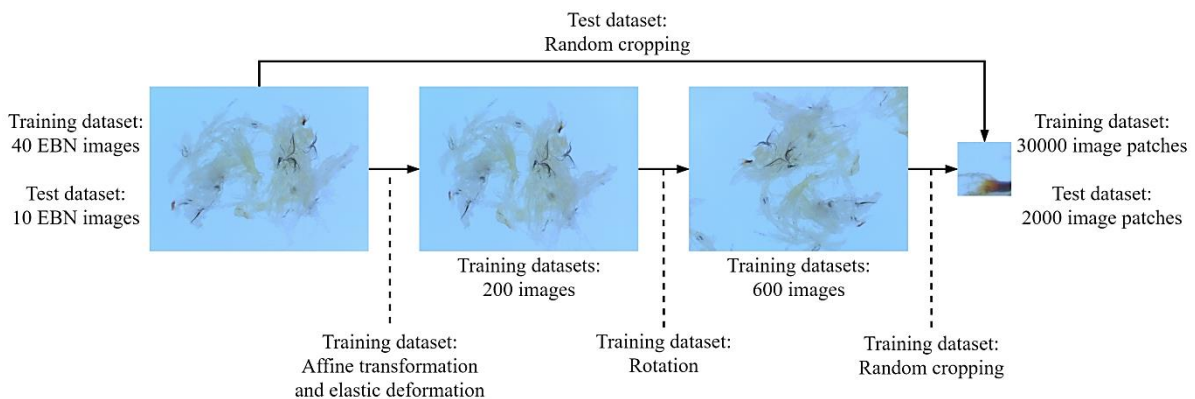 Test dataset:
Random cropping
Training dataset:
40 EBN images
Test dataset:
10 EBN images
Training dataset:
30000 image patches
Test dataset:
2000 image patches
Training datasets:
200 images
Training datasets:
600 images
Training dataset:
Affine transformation
and elastic deformation
Training dataset:
Rotation
Training dataset:
Random cropping